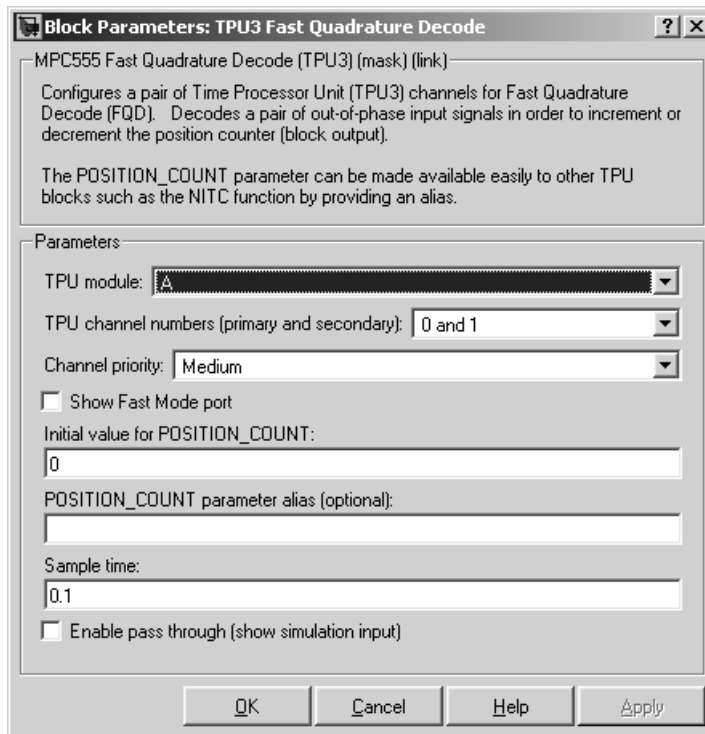 Block Parameters: TPU3 Fast Quadrature Decode
MPC555 Fast Quadrature Decode (TPU3) (mask) (link)
Configures a pair of Time Processor Unit (TPU3) channels for Fast Quadrature
Decode (FQD). Decodes a pair of out-of-phase input signals in order to increment or
decrement the position counter (block output).
The POSITION_COUNT parameter can be made available easily to other TPU
blocks such as the NITC function by providing an alias.
Parameters
TPU module: A
TPU channel numbers (primary and secondary): 0 and 1
Channel priority: Medium
Show Fast Mode port
Initial value for POSITION_COUNT:
0
POSITION_COUNT parameter alias (optional):
Sample time:
0.1
Enable pass through (show simulation input)
OK Cancel Help Apply